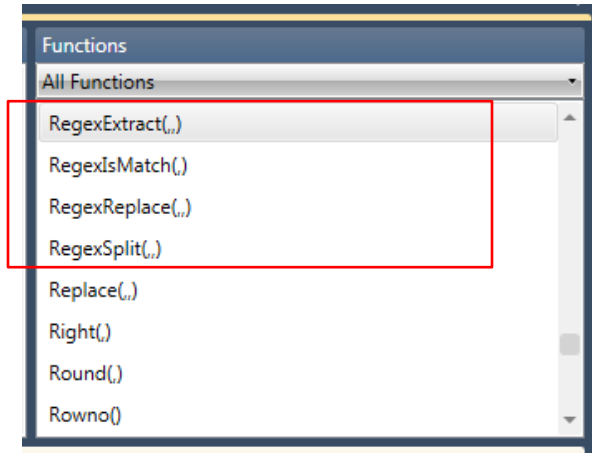 Functions
All Functions
RegexExtract(,,)
RegexIsMatch(,)
RegexReplace(,,)
RegexSplit(,,)
Replace(,,)
Right(,)
Round(,)
Rowno()